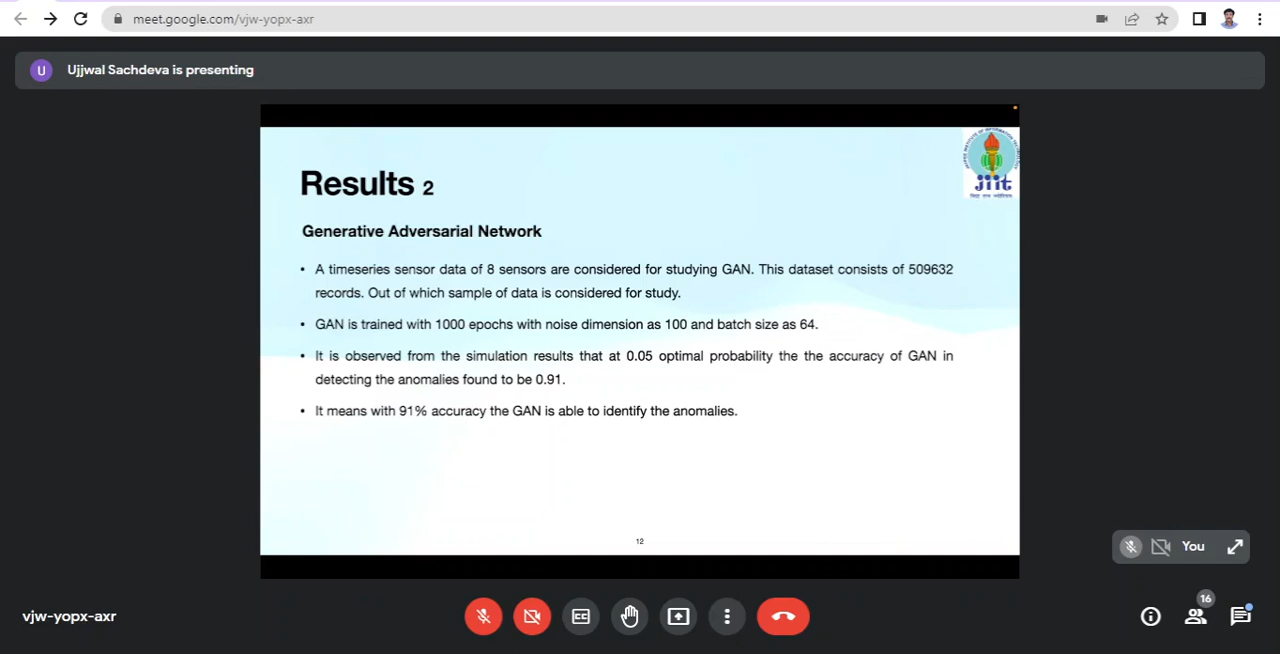 meet.google.com/vjw-yopx-axr
U Ujjwal Sachdeva is presenting
jiit
Results 2
Generative Adversarial Network
• A timeseries sensor data of 8 sensors are considered for studying GAN. This dataset consists of 509632
records. Out of which sample of data is considered for study.
• GAN is trained with 1000 epochs with noise dimension as 100 and batch size as 64.
• It is observed from the simulation results that at 0.05 optimal probability the the accuracy of GAN in
detecting the anomalies found to be 0.91.
• It means with 91% accuracy the GAN is able to identify the anomalies.
12
You
vjw-yopx-axr
CC
16